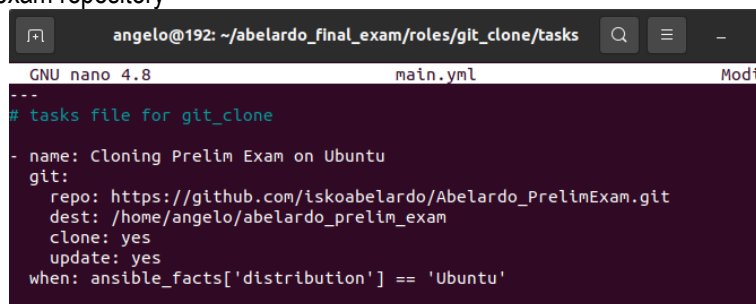 exam repository
angelo@192: ~/abelardo_final_exam/roles/git_clone/tasks
GNU nano 4.8 main.yml
---
# tasks file for git_clone
- name: Cloning Prelim Exam on Ubuntu
git:
repo: https://github.com/iskoabelardo/Abelardo_PrelimExam.git
dest: /home/angelo/abelardo_prelim_exam
clone: yes
update: yes
when: ansible_facts['distribution'] == 'Ubuntu'